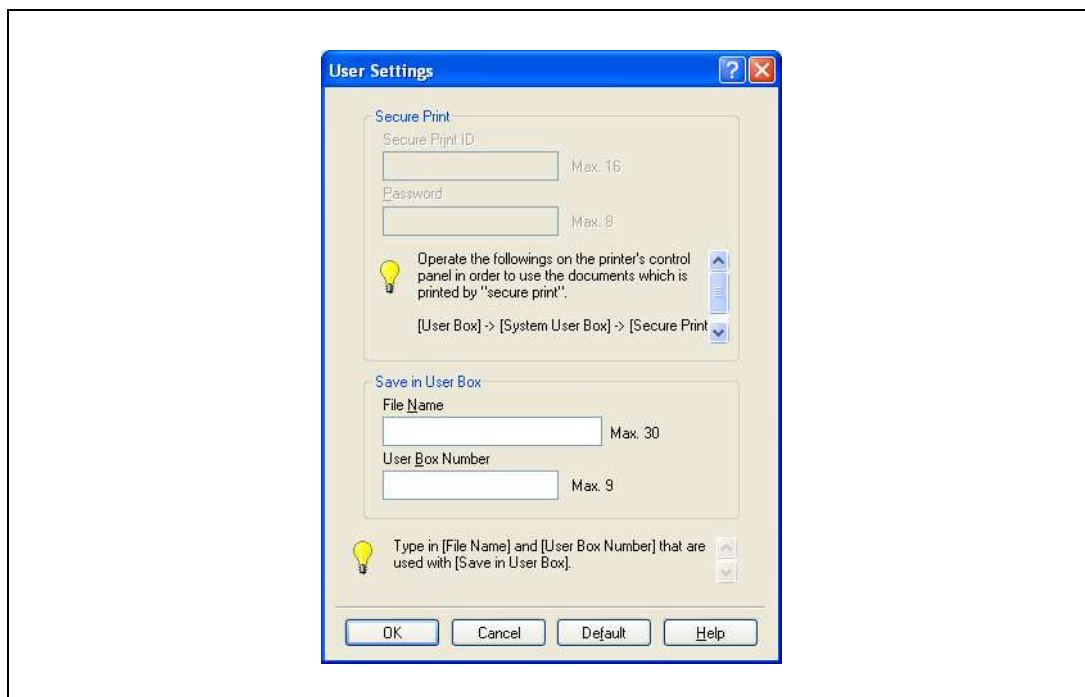 User Settings
Secure Print
Secure Print ID
Max. 16
Password
Max. 8
Operate the followings on the printer's control
panel in order to use the documents which is
printed by "secure print".
[User Box] -> [System User Box] -> [Secure Print
Save in User Box
File Name
Max. 30
User Box Number
Max. 9
Type in [File Name] and [User Box Number] that are
used with [Save in User Box].
OK
Cancel
Default
Help